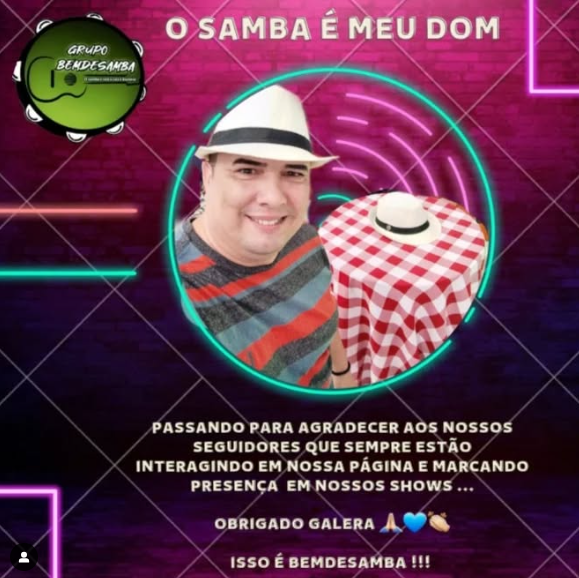 O SAMBA É MEU DOM
GRUPO
BEMDESAMBA
PASSANDO PARA AGRADECER AOS NOSSOS
SEGUIDORES QUE SEMPRE ESTÃO
INTERAGINDO EM NOSSA PÁGINA E MARCANDO
PRESENÇA EM NOSSOS SHOWS ...
OBRIGADO GALERA 🙏🏼💙👏🏼
ISSO É BEMDESAMBA !!!